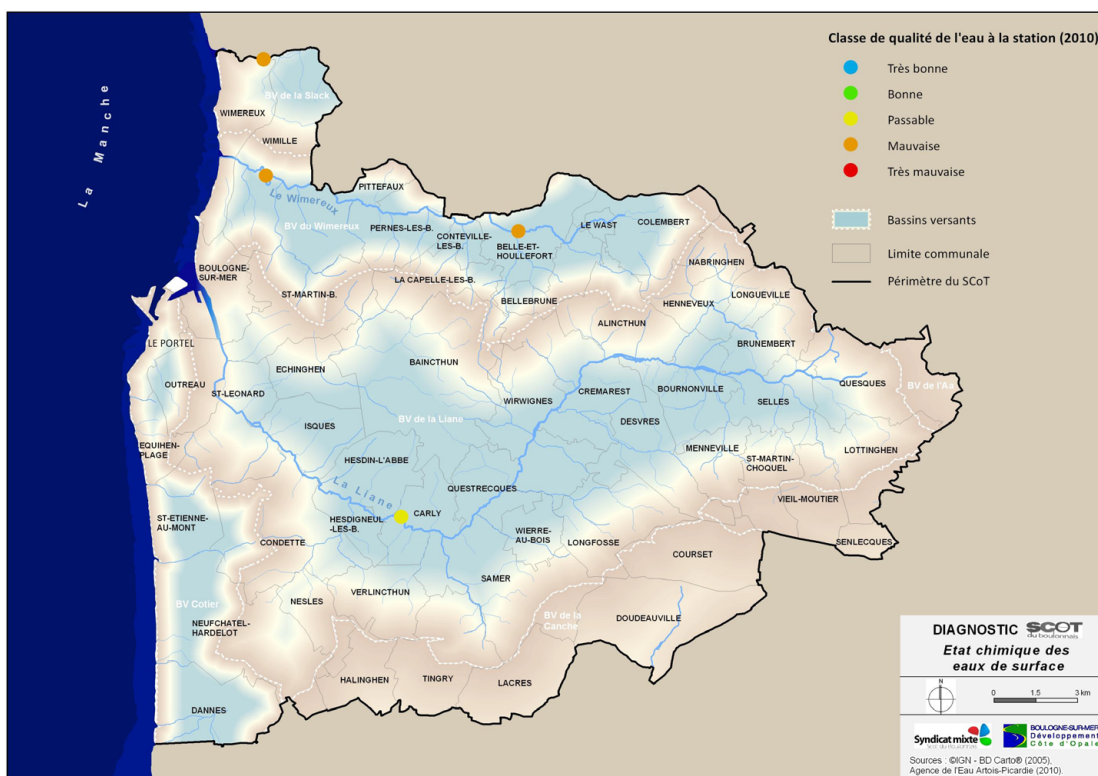 Classe de qualité de l'eau à la station (2010)
Très bonne
Bonne
Passable
Mauvaise
Très mauvaise
Bassins versants
Limite communale
Périmètre du SCoT
La Manche
BV de la Slack
WIMEREUX
WIMILLE
Le Wimereux
PITTEFAUX
BV du Wimereux
PERNES-LES-B.
CONTEVILLE-
LES-B.
BELLE-ET-
HOULLEFORT
LE WAST
COLEMBERT
NABRINGHEN
BOULOGNE-
SUR-MER
ST-MARTIN-B.
LA CAPELLE-LES-B.
BELLEBRUNE
HENNEVEUX
LONGUEVILLE
ALINCTHUN
BRUNEMBERT
LE PORTEL
OUTREAU
ECHINGHEN
BAINCTHUN
ST-LEONARD
WIRWIGNES
CREMAREST
BOURNONVILLE
SELLES
QUESQUES
BV de l'Aa
ISQUES
BV de la Liane
DESVRES
EQUIHEN-
PLAGE
HESDIN-L'ABBE
MENNEVILLE
ST-MARTIN-
CHOQUEL
LOTTINGHEN
La Liane
QUESTRECQUES
VIEIL-MOUTIER
ST-ETIENNE-
AU-MONT
HESDIGNEUL
-LES-B.
CARLY
WIERRE-
AU-BOIS
LONGFOSSE
SENLECQUES
CONDETTE
COURSET
SAMER
VERLINCTHUN
NESLES
BV Cotier
NEUFCHATEL-
HARDELOT
BV de la
Canche
DOUDEAUVILLE
HALINGHEN
TINGRY
LACRES
DANNES
DIAGNOSTIC SCOT
du boulonnais
Etat chimique des
eaux de surface
N
0 1.5 3 km
Syndicat mixte
Scot du boulonnais
BOULOGNE-SUR-MER
Développement
Côte d'Opale
Sources : ©IGN - BD Carto® (2005),
Agence de l'Eau Artois-Picardie (2010).